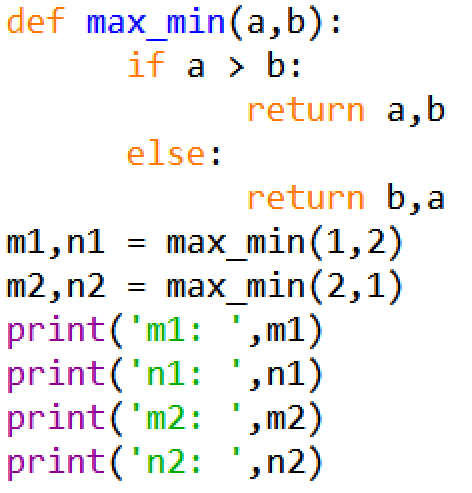 def max_min(a,b):
      if a > b:
            return a,b
      else:
            return b,a
m1,n1 = max_min(1,2)
m2,n2 = max_min(2,1)
print('m1: ',m1)
print('n1: ',n1)
print('m2: ',m2)
print('n2: ',n2)